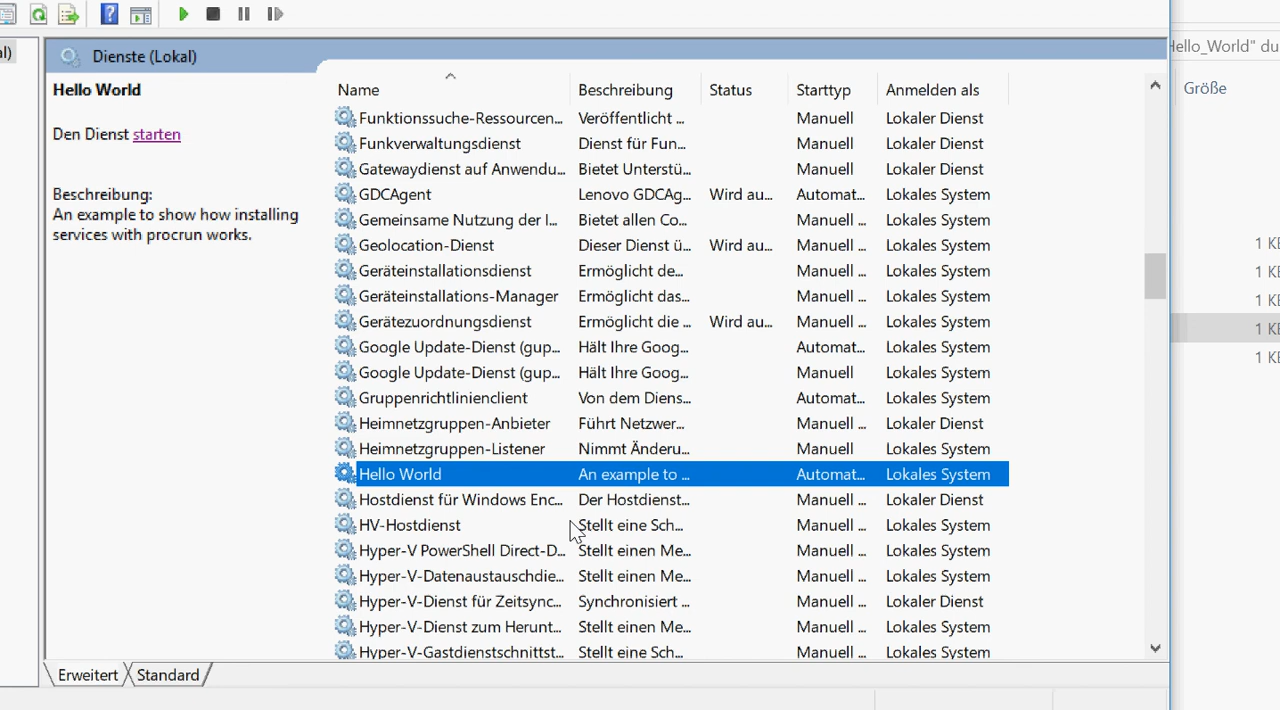 al)
Dienste (Lokal)
Hello World
Den Dienst starten
Beschreibung:
An example to show how installing
services with procrun works.
Name Beschreibung Status Starttyp Anmelden als
Funktionssuche-Ressourcen... Veröffentlicht ... Manuell Lokaler Dienst
Funkverwaltungsdienst Dienst für Fun... Manuell Lokaler Dienst
Gatewaydienst auf Anwendu... Bietet Unterstü... Manuell Lokaler Dienst
GDCAgent Lenovo GDCAg... Wird au... Automat... Lokales System
Gemeinsame Nutzung der I... Bietet allen Co... Manuell ... Lokales System
Geolocation-Dienst Dieser Dienst ü... Wird au... Manuell ... Lokales System
Geräteinstallationsdienst Ermöglicht de... Manuell ... Lokales System
Geräteinstallations-Manager Ermöglicht das... Manuell ... Lokales System
Gerätezuordnungsdienst Ermöglicht die ... Wird au... Manuell ... Lokales System
Google Update-Dienst (gup... Hält Ihre Goog... Automat... Lokales System
Google Update-Dienst (gup... Hält Ihre Goog... Manuell Lokales System
Gruppenrichtlinienclient Von dem Diens... Automat... Lokales System
Heimnetzgruppen-Anbieter Führt Netzwer... Manuell ... Lokaler Dienst
Heimnetzgruppen-Listener Nimmt Änderu... Manuell Lokales System
Hello World An example to ... Automat... Lokales System
Hostdienst für Windows Enc... Der Hostdienst... Manuell ... Lokaler Dienst
HV-Hostdienst Stellt eine Sch... Manuell ... Lokales System
Hyper-V PowerShell Direct-D... Stellt einen Me... Manuell ... Lokales System
Hyper-V-Datenaustauschdie... Stellt einen Me... Manuell ... Lokales System
Hyper-V-Dienst für Zeitsync... Synchronisiert ... Manuell ... Lokaler Dienst
Hyper-V-Dienst zum Herunt... Stellt einen Me... Manuell ... Lokales System
Hyper-V-Gastdienstschnittst... Stellt eine Sch... Manuell ... Lokales System
Erweitert Standard
Hello_World" du
Größe
1 KB
1 KB
1 KB
1 KB
1 KB